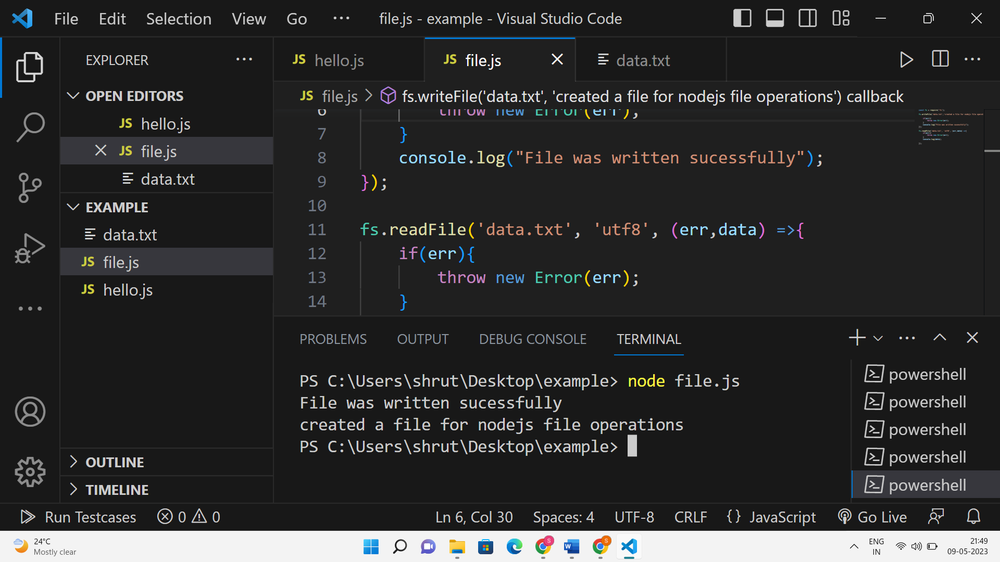 File Edit Selection View Go ··· file.js - example - Visual Studio Code
EXPLORER ···
OPEN EDITORS
JS hello.js
JS file.js
data.txt
EXAMPLE
data.txt
JS file.js
JS hello.js
OUTLINE
TIMELINE
JS hello.js JS file.js data.txt
JS file.js > fs.writeFile('data.txt', 'created a file for nodejs file operations') callback
6 throw new Error(err);
7 }
8 console.log("File was written sucessfully");
9 });
10
11 fs.readFile('data.txt', 'utf8', (err,data) =>{
12 if(err){
13 throw new Error(err);
14 }
PROBLEMS OUTPUT DEBUG CONSOLE TERMINAL
PS C:\Users\shrut\Desktop\example> node file.js
File was written sucessfully
created a file for nodejs file operations
PS C:\Users\shrut\Desktop\example>
powershell
powershell
powershell
powershell
powershell
Run Testcases 0 0 Ln 6, Col 30 Spaces: 4 UTF-8 CRLF {} JavaScript Go Live
24°C
Mostly clear
S W S
ENG
IN
21:49
09-05-2023